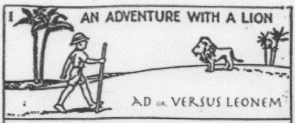 1 AN ADVENTURE WITH A LION
AD OR VERSUS LEONEM